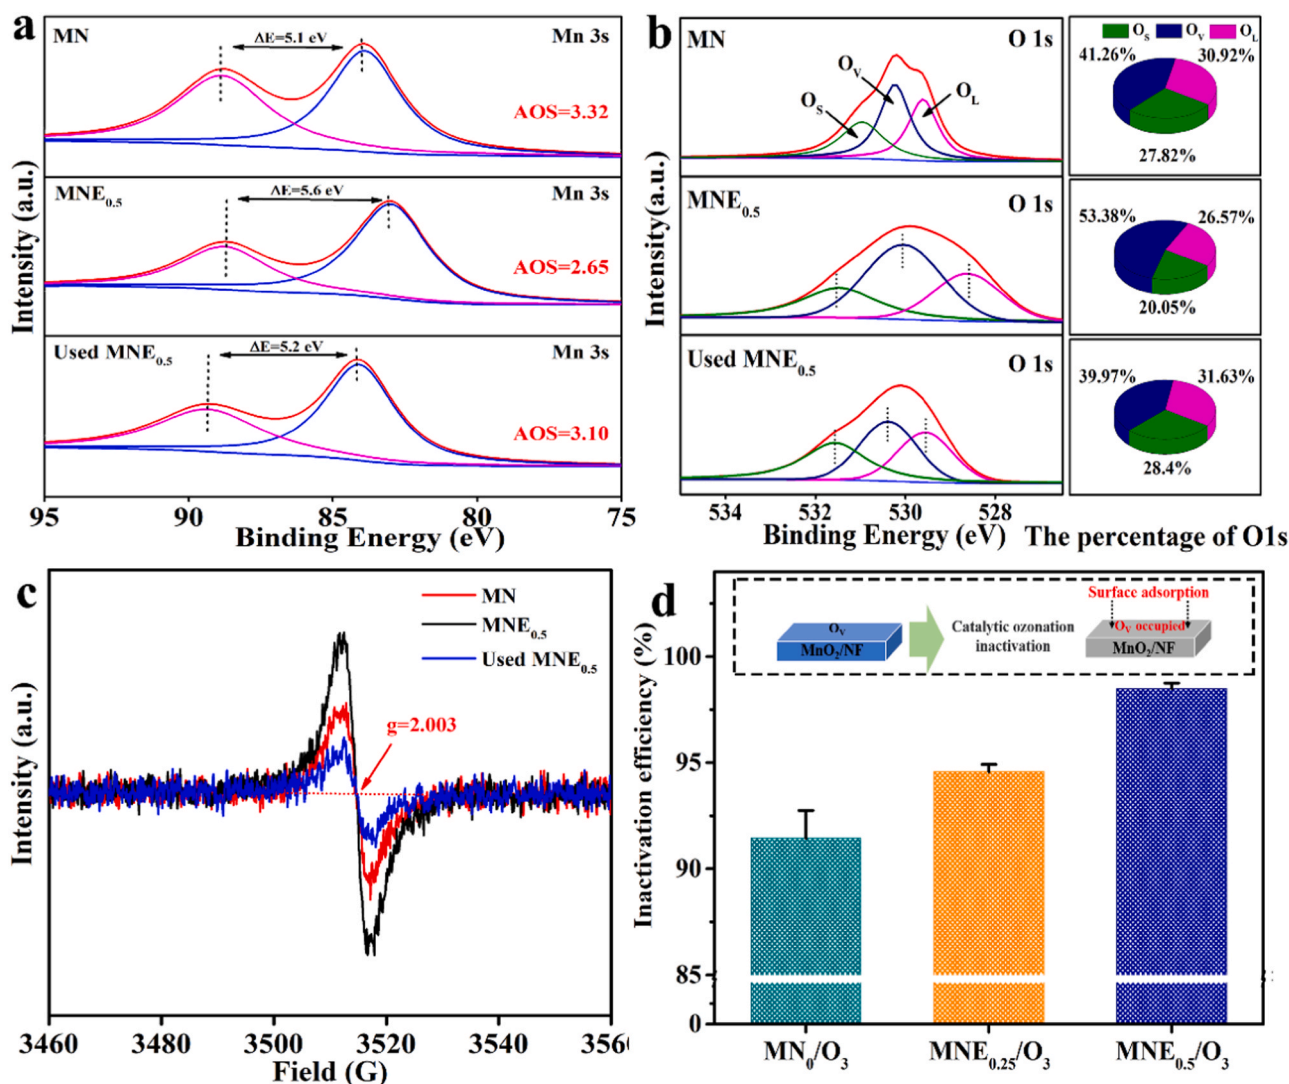 a
MN
ΔE=5.1 eV
Mn 3s
AOS=3.32
MNE0.5
ΔE=5.6 eV
Mn 3s
AOS=2.65
Used MNE0.5
ΔE=5.2 eV
Mn 3s
AOS=3.10
Intensity (a.u.)
95 90 85 80 75
Binding Energy (eV)
b
MN
O 1s
OS
OV
OL
MNE0.5
O 1s
Used MNE0.5
O 1s
Intensity(a.u.)
534 532 530 528
Binding Energy (eV)
OS OV OL
41.26% 30.92%
27.82%
53.38% 26.57%
20.05%
39.97% 31.63%
28.4%
The percentage of O1s
c
MN
MNE0.5
Used MNE0.5
g=2.003
Intensity (a.u.)
3460 3480 3500 3520 3540 3560
Field (G)
d
Surface adsorption
OV
MnO2/NF
Catalytic ozonation
inactivation
OV occupied
MnO2/NF
Inactivation efficiency (%)
100
95
90
85
0
MN0/O3 MNE0.25/O3 MNE0.5/O3